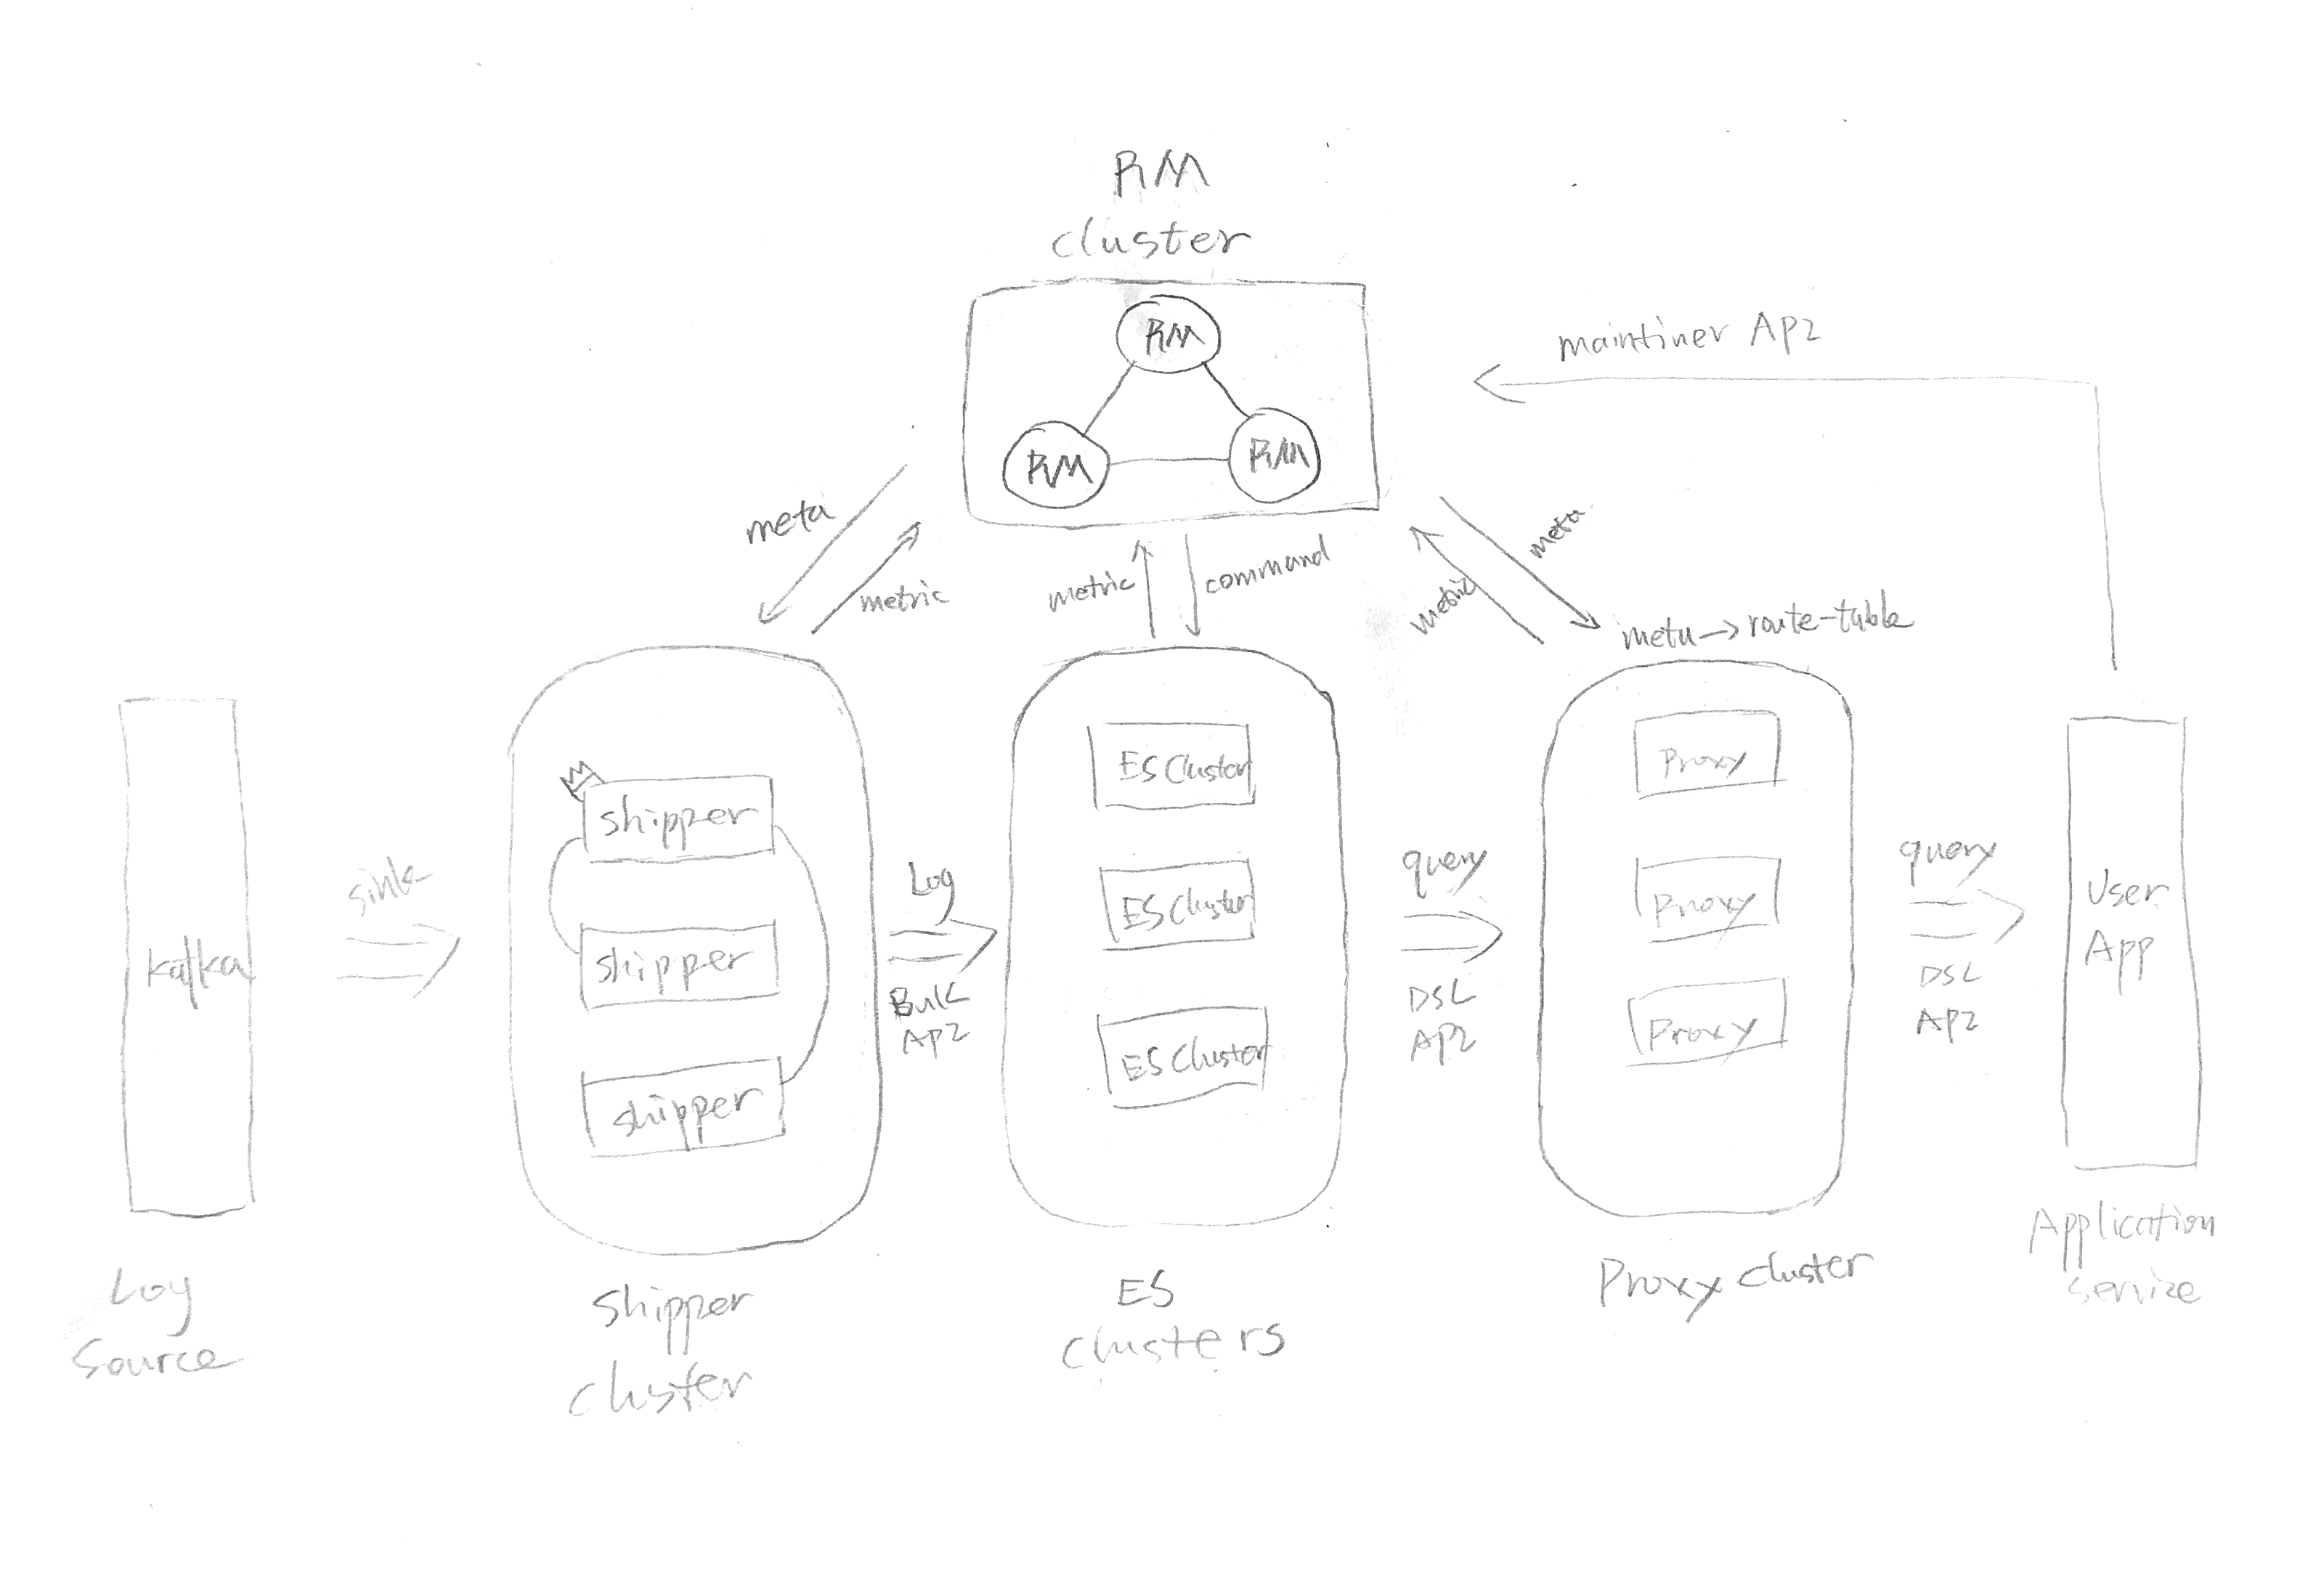 RM
cluster
RM
RM
RM
maintiner API
meta
metric
metric
command
metric
meta
meta → route-table
Kafka
sink
shipper
shipper
shipper
Log
Bulk
API
ES Cluster
ES Cluster
ES Cluster
query
DSL
API
Proxy
Proxy
Proxy
query
DSL
API
User
App
Log
Source
shipper
cluster
ES
clusters
Proxy cluster
Application
service